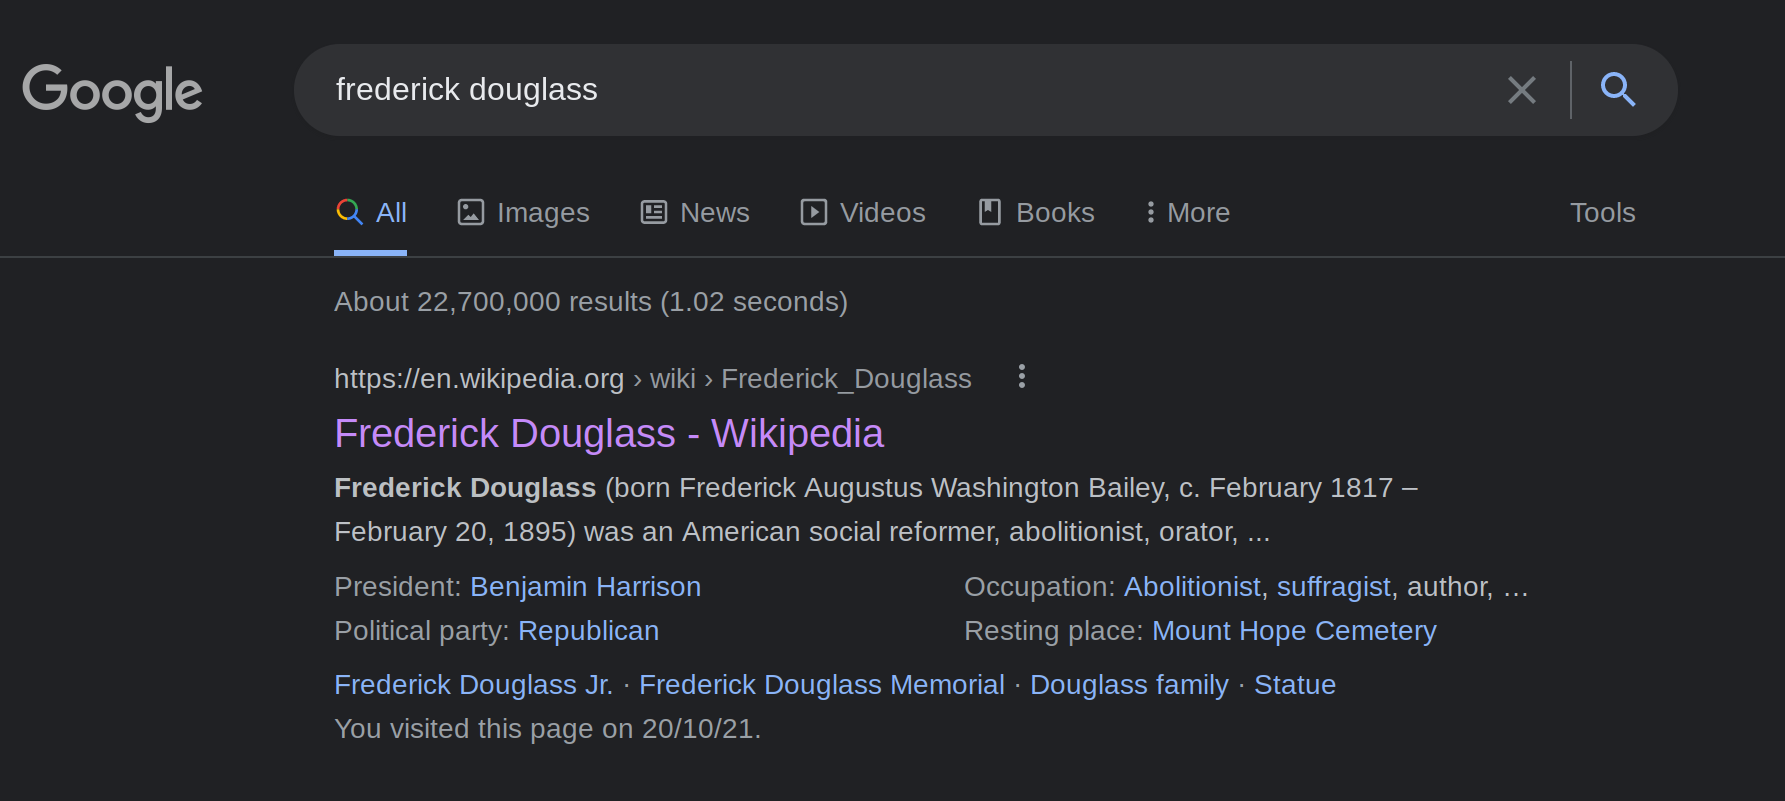 Google
frederick douglass
All Images News Videos Books More Tools
About 22,700,000 results (1.02 seconds)
https://en.wikipedia.org › wiki › Frederick_Douglass
Frederick Douglass - Wikipedia
Frederick Douglass (born Frederick Augustus Washington Bailey, c. February 1817 –
February 20, 1895) was an American social reformer, abolitionist, orator, ...
President: Benjamin Harrison Occupation: Abolitionist, suffragist, author, …
Political party: Republican Resting place: Mount Hope Cemetery
Frederick Douglass Jr. · Frederick Douglass Memorial · Douglass family · Statue
You visited this page on 20/10/21.